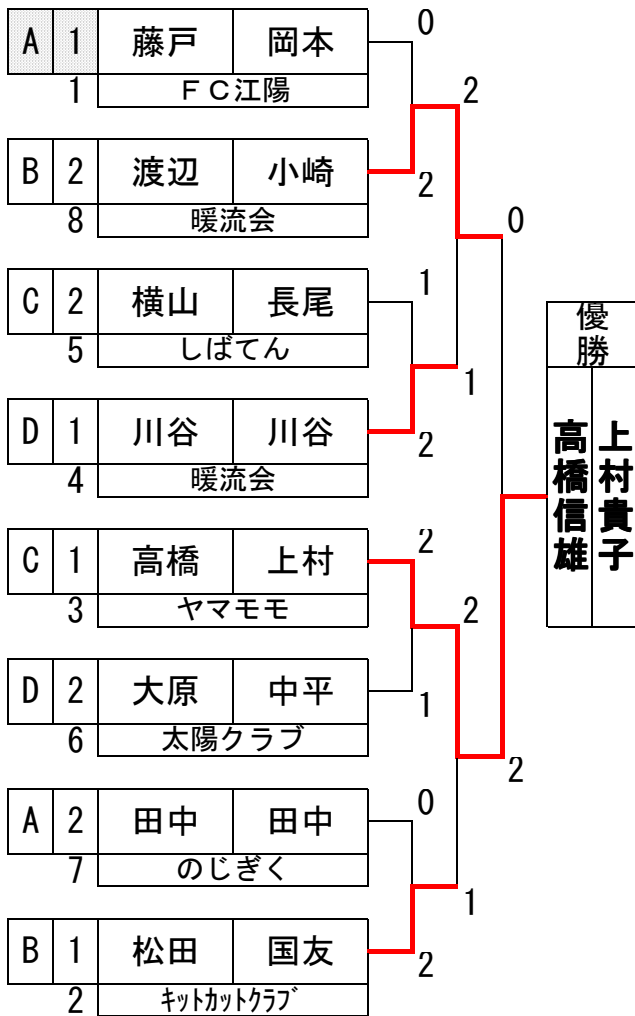 A 1 藤戸 岡本
1 ＦＣ江陽
0
2
B 2 渡辺 小崎
8 暖流会
2
0
C 2 横山 長尾
5 しばてん
1
1
D 1 川谷 川谷
4 暖流会
2
優勝
高橋信雄
上村貴子
C 1 高橋 上村
3 ヤマモモ
2
2
D 2 大原 中平
6 太陽クラブ
1
2
A 2 田中 田中
7 のじぎく
0
1
B 1 松田 国友
2 ｷｯﾄｶｯﾄｸﾗﾌﾞ
2